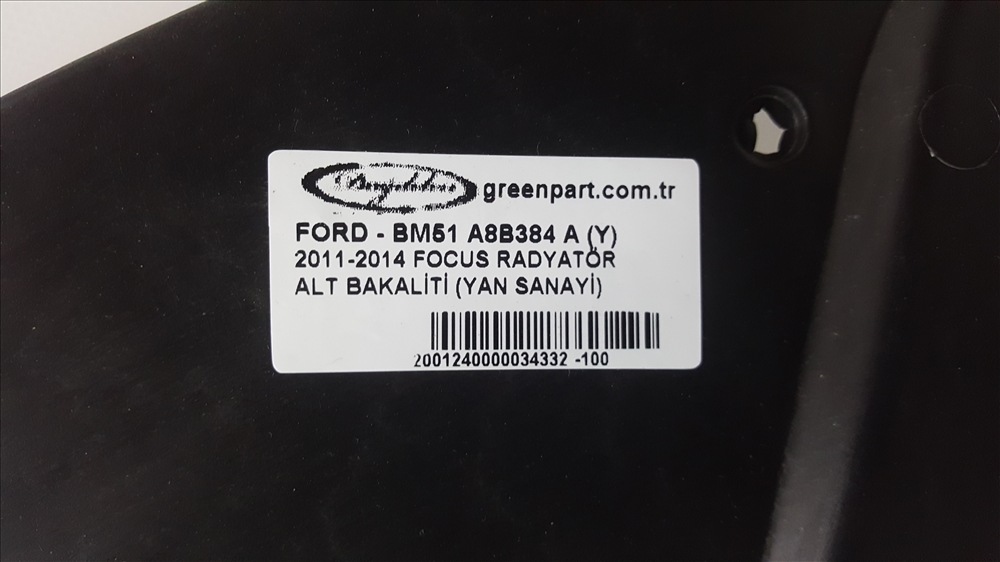 greenpart.com.tr
FORD - BM51 A8B384 A (Y)
2011-2014 FOCUS RADYATÖR
ALT BAKALİTİ (YAN SANAYİ)
2001240000034332 -100